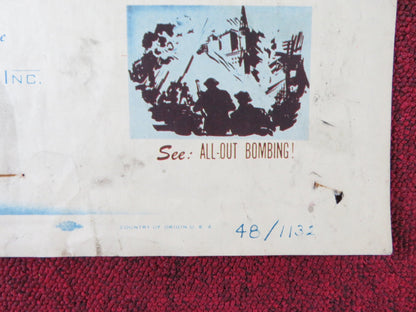 e
INC.
See: ALL-OUT BOMBING!
COUNTRY OF ORIGIN U. S. A.
48/1132